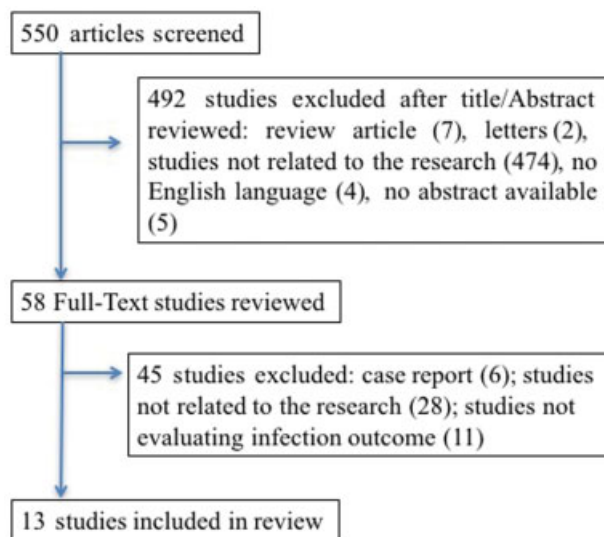 550 articles screened
492 studies excluded after title/Abstract
reviewed: review article (7), letters (2),
studies not related to the research (474), no
English language (4), no abstract available
(5)
58 Full-Text studies reviewed
45 studies excluded: case report (6); studies
not related to the research (28); studies not
evaluating infection outcome (11)
13 studies included in review